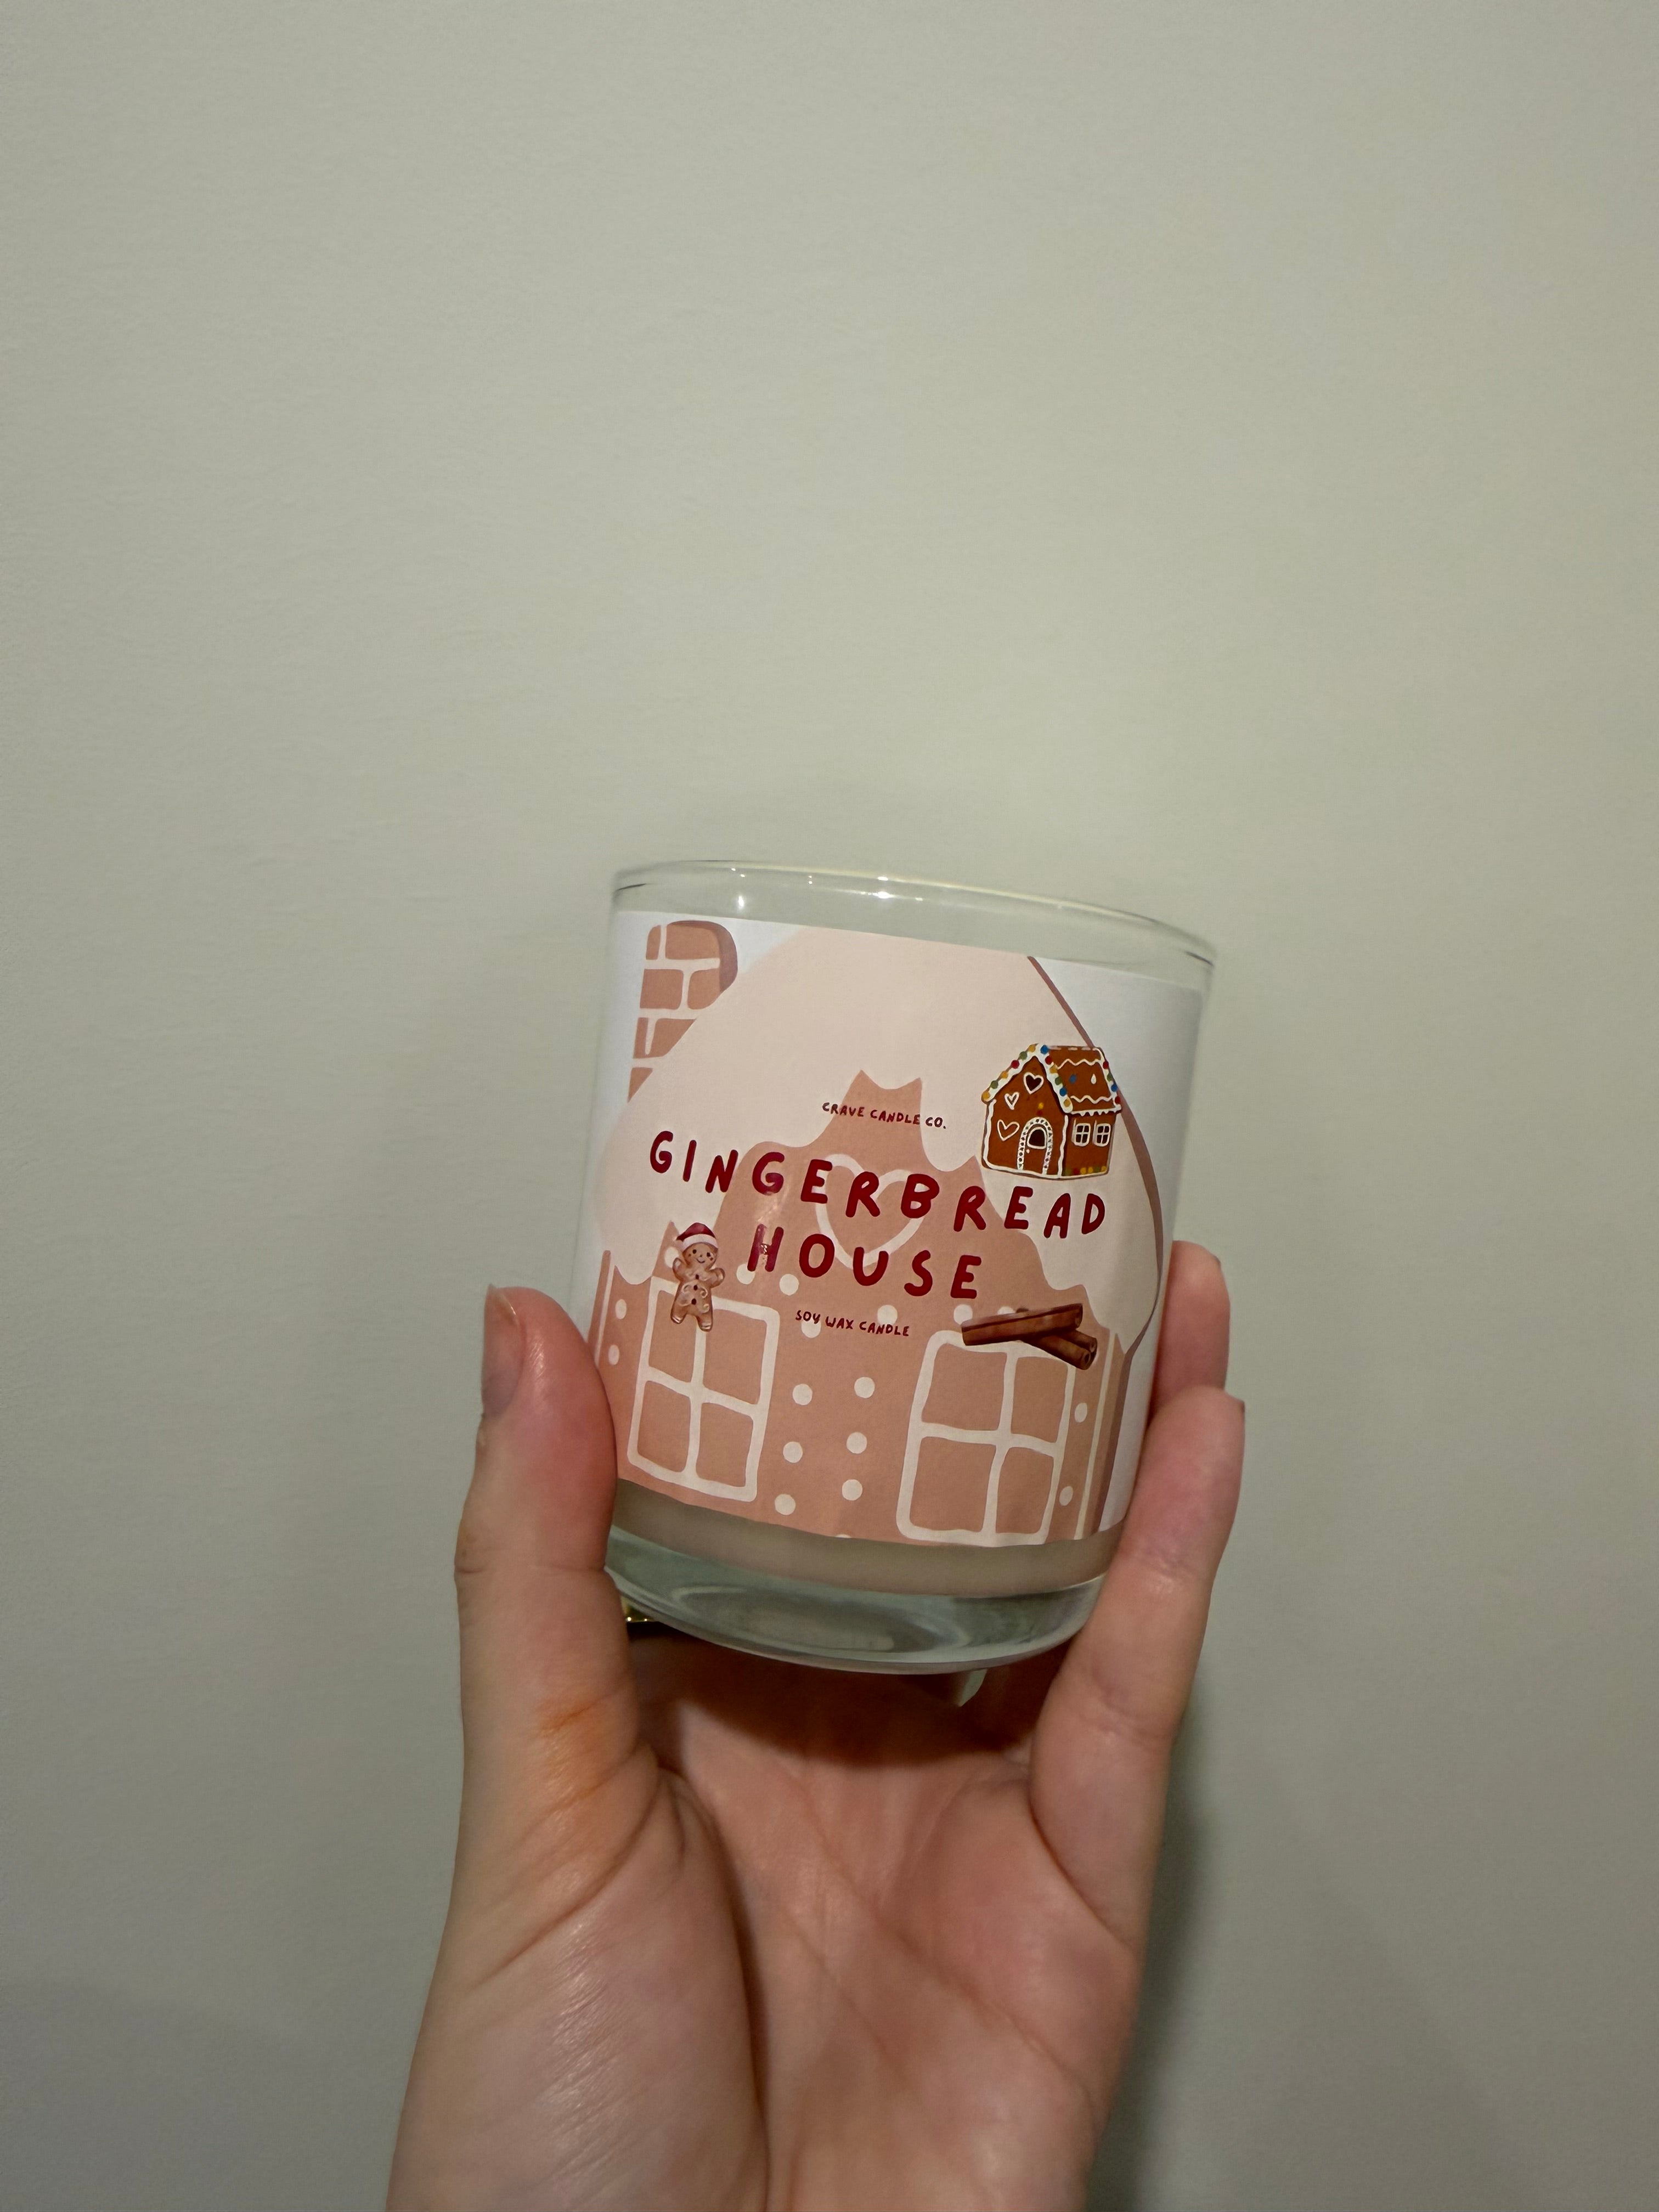 CRAVE CANDLE CO.
GINGERBREAD
HOUSE
SOY WAX CANDLE